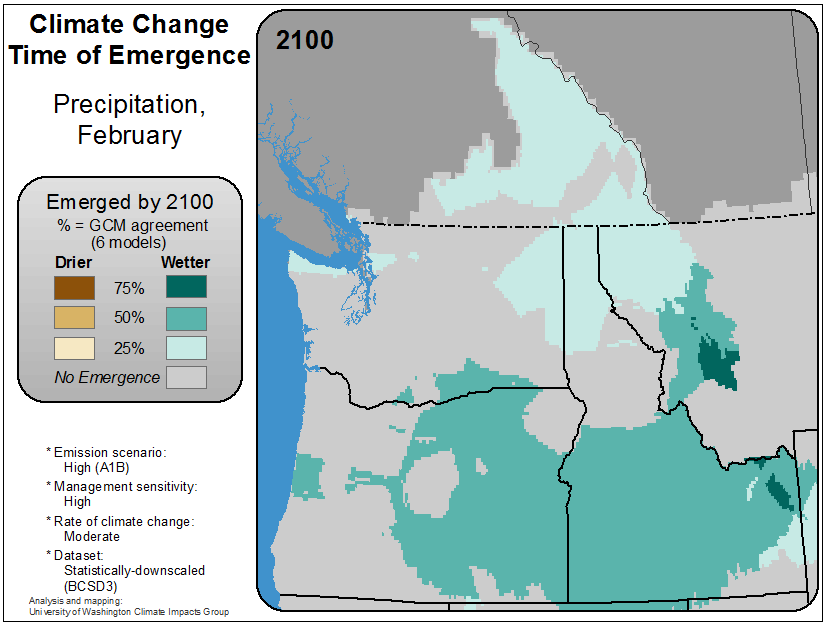 Climate Change
Time of Emergence
Precipitation,
February
Emerged by 2100
% = GCM agreement
(6 models)
Drier Wetter
75%
50%
25%
No Emergence
* Emission scenario:
High (A1B)
* Management sensitivity:
High
* Rate of climate change:
Moderate
* Dataset:
Statistically-downscaled
(BCSD3)
Analysis and mapping:
University of Washington Climate Impacts Group
2100